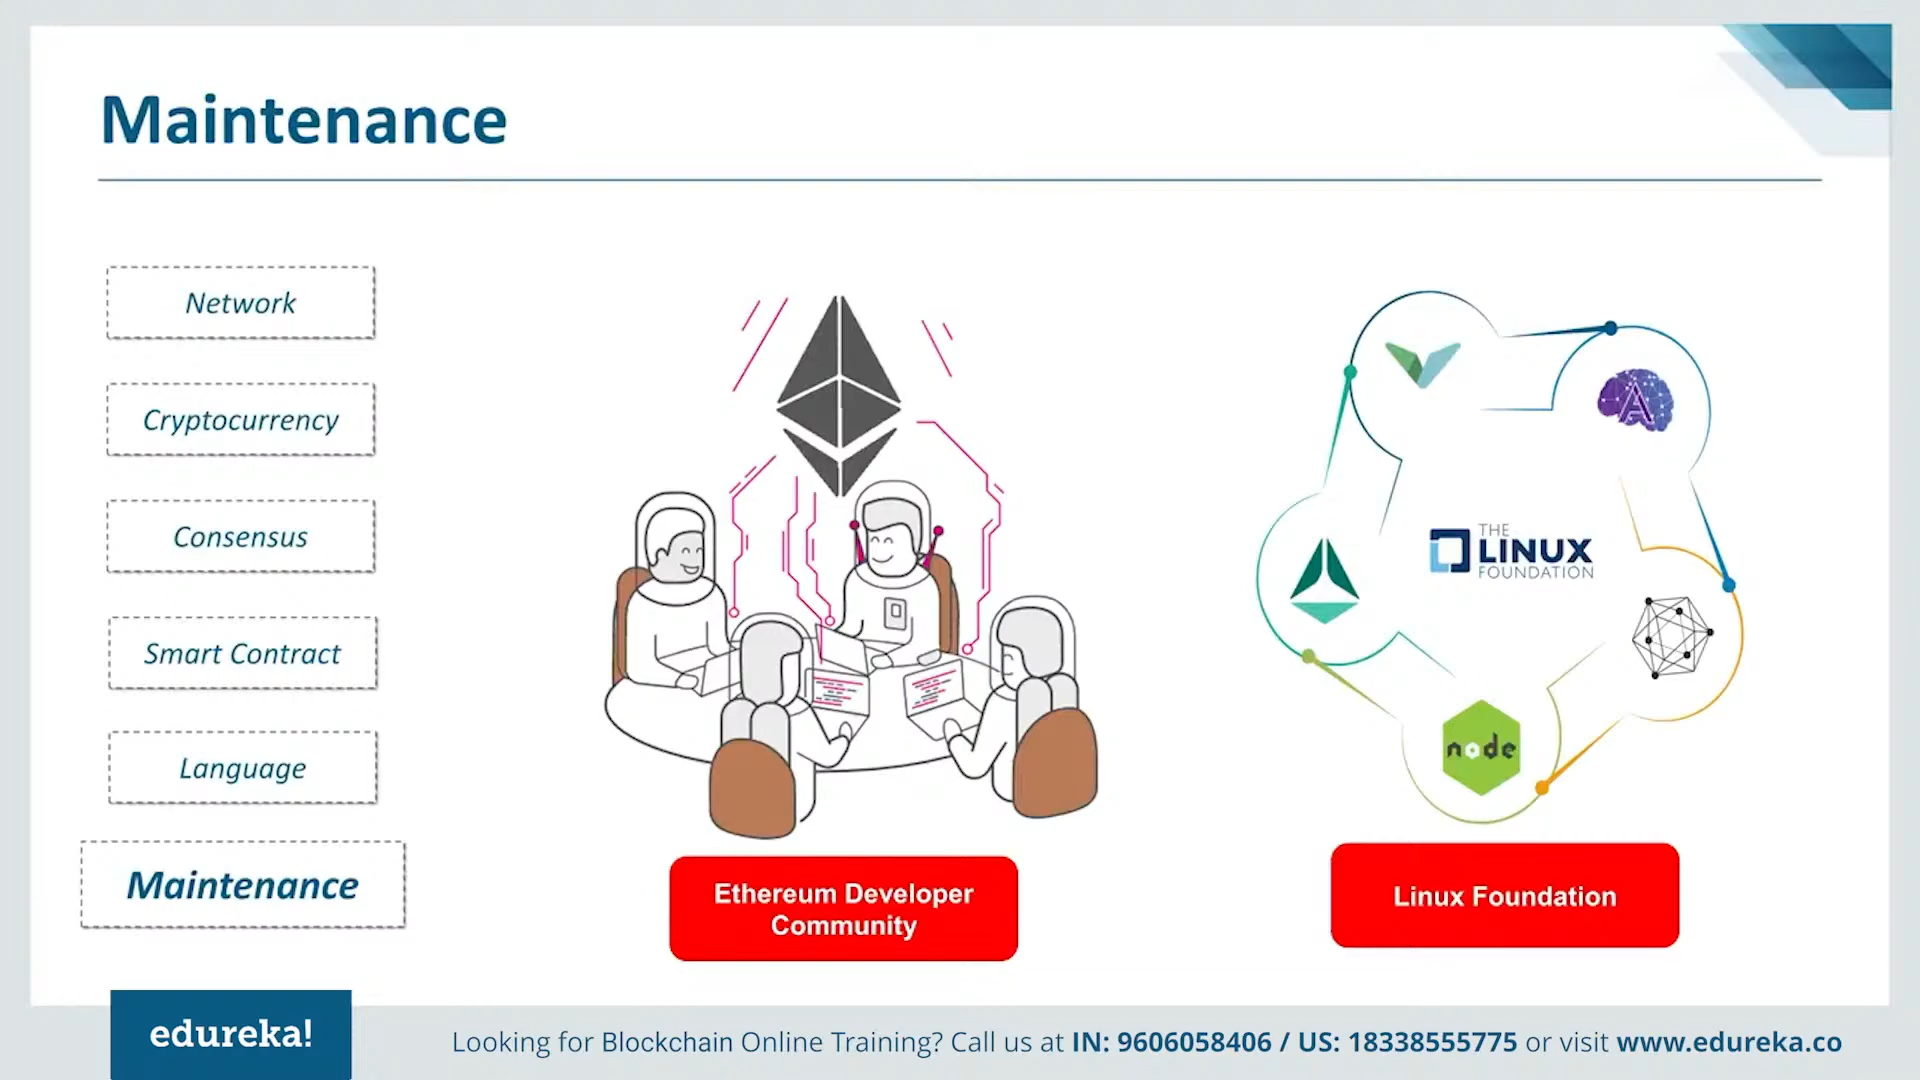 Maintenance
Network
Cryptocurrency
Consensus
Smart Contract
Language
Maintenance
A
THE
LINUX
FOUNDATION
node
Ethereum Developer
Community
Linux Foundation
edureka!
Looking for Blockchain Online Training? Call us at IN: 9606058406 / US: 18338555775 or visit www.edureka.co